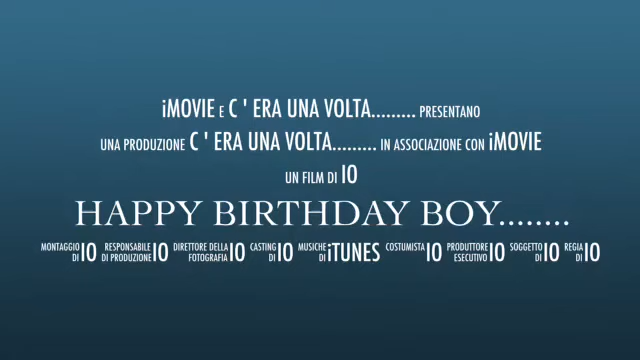 iMOVIE E C ' ERA UNA VOLTA......... PRESENTANO
UNA PRODUZIONE C ' ERA UNA VOLTA......... IN ASSOCIAZIONE CON iMOVIE
UN FILM DI IO
HAPPY BIRTHDAY BOY........
MONTAGGIO DI IO RESPONSABILE DI PRODUZIONE IO DIRETTORE DELLA FOTOGRAFIA IO CASTING DI IO MUSICHE DI iTUNES COSTUMISTA IO PRODUTTORE ESECUTIVO IO SOGGETTO DI IO REGIA DI IO